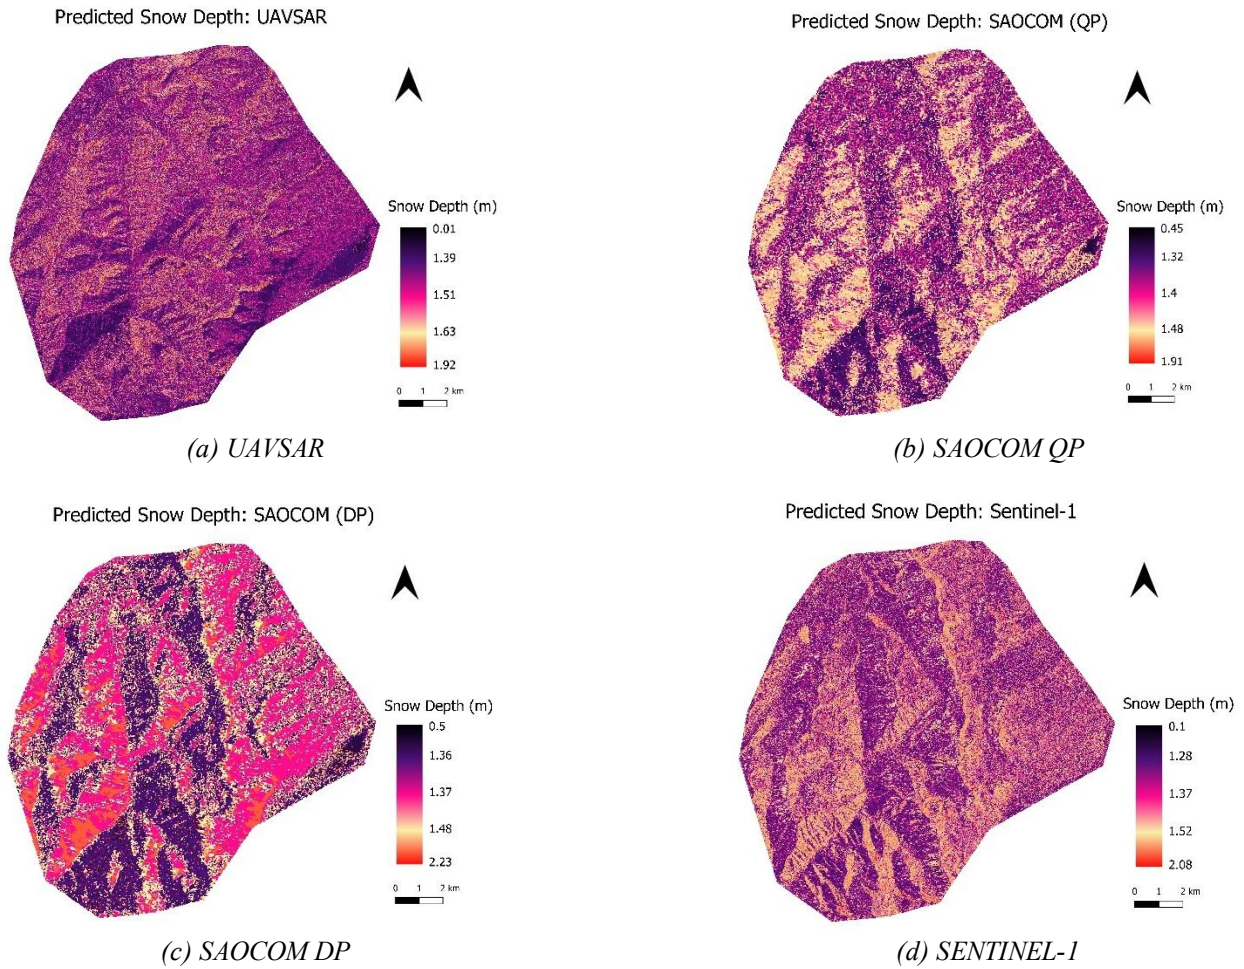 Predicted Snow Depth: UAVSAR
Snow Depth (m)
0.01
1.39
1.51
1.63
1.92
0 1 2 km
(a) UAVSAR
Predicted Snow Depth: SAOCOM (QP)
Snow Depth (m)
0.45
1.32
1.4
1.48
1.91
0 1 2 km
(b) SAOCOM QP
Predicted Snow Depth: SAOCOM (DP)
Snow Depth (m)
0.5
1.36
1.37
1.48
2.23
0 1 2 km
(c) SAOCOM DP
Predicted Snow Depth: Sentinel-1
Snow Depth (m)
0.1
1.28
1.37
1.52
2.08
0 1 2 km
(d) SENTINEL-1